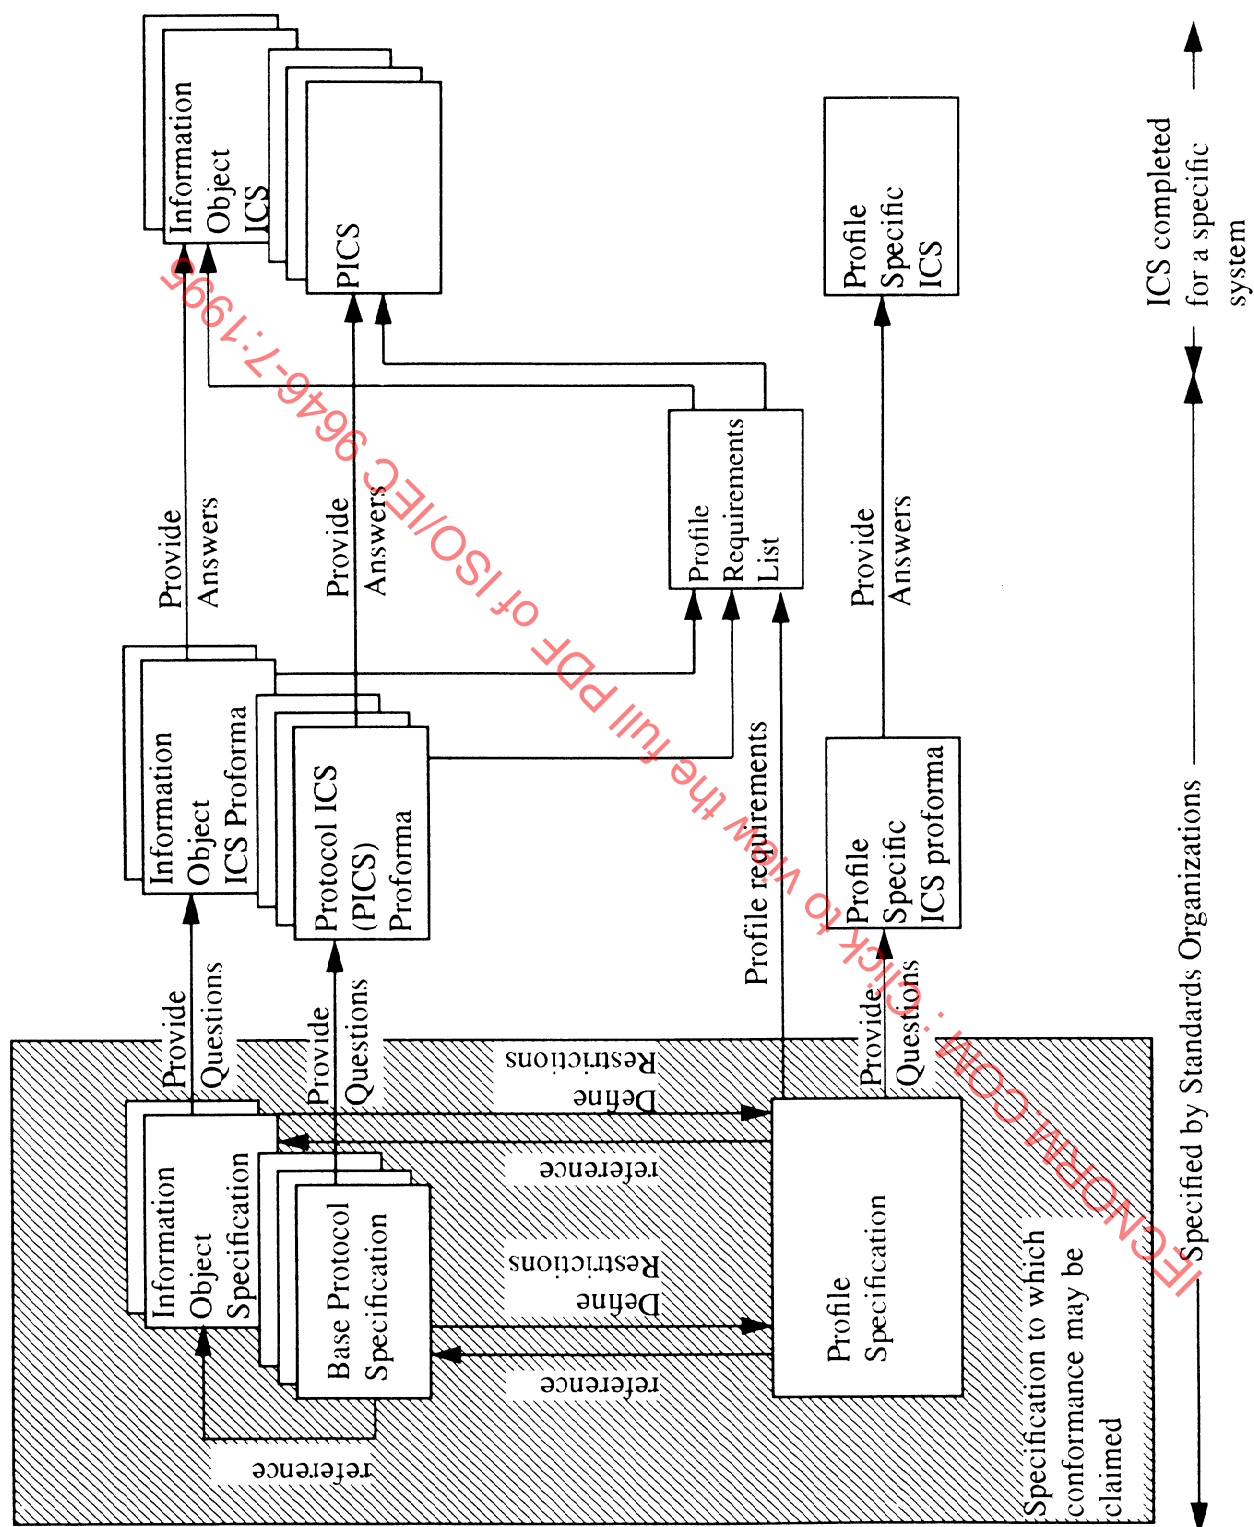 Information
Object
ICS
PICS
Profile
Specific
ICS
ICS completed
for a specific
system
Provide
Answers
Provide
Answers
Profile
Requirements
List
Provide
Answers
Information
Object
ICS Proforma
Protocol ICS
(PICS)
Proforma
Profile requirements
Profile
Specific
ICS proforma
Provide
Questions
Provide
Questions
Provide
Questions
Information
Object
Specification
Base Protocol
Specification
Define
Restrictions
reference
Define
Restrictions
reference
reference
Profile
Specification
Specification to which
conformance may be
claimed
Specified by Standards Organizations
IECNORM.COM : Click to view the full PDF of ISO/IEC 9646-7:1995